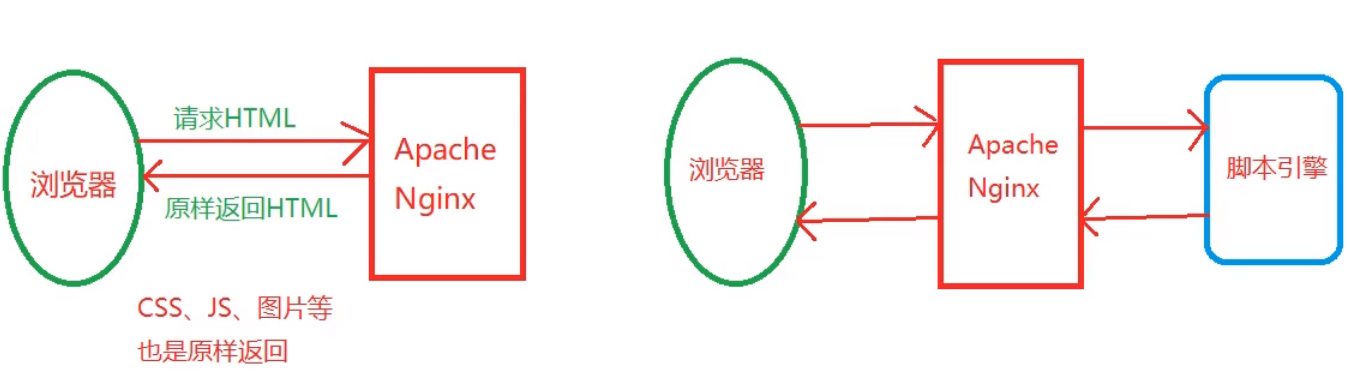 请求HTML
浏览器
Apache
Nginx
原样返回HTML
CSS、JS、图片等
也是原样返回
浏览器
Apache
Nginx
脚本引擎